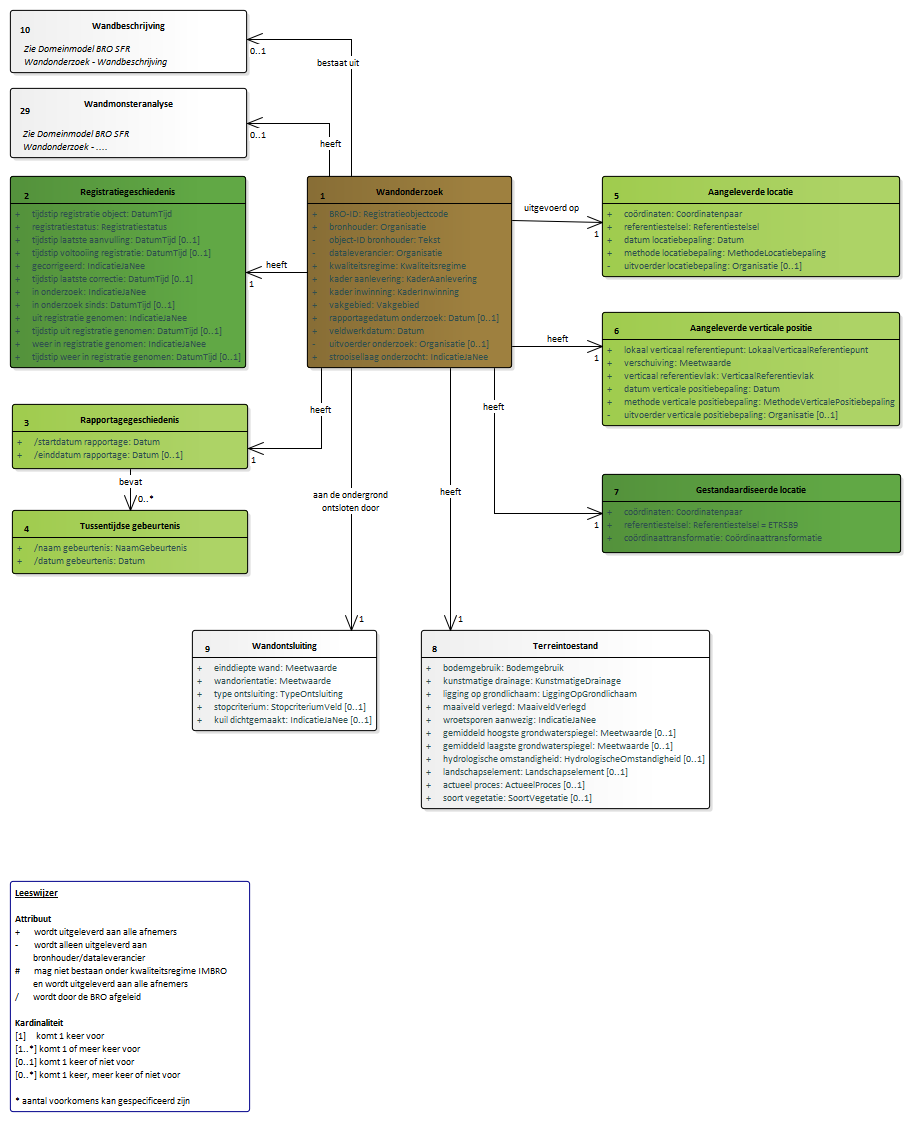 10 Wandbeschrijving
Zie Domeinmodel BRO SFR
Wandonderzoek - Wandbeschrijving
0..1
bestaat uit
29 Wandmonsteranalyse
Zie Domeinmodel BRO SFR
Wandonderzoek - ....
0..1
heeft
2 Registratiegeschiedenis
+ tijdstip registratie object: DatumTijd
+ registratiestatus: Registratiestatus
+ tijdstip laatste aanvulling: DatumTijd [0..1]
+ tijdstip voltooiing registratie: DatumTijd [0..1]
+ gecorrigeerd: IndicatieJaNee
+ tijdstip laatste correctie: DatumTijd [0..1]
+ in onderzoek: IndicatieJaNee
+ in onderzoek sinds: DatumTijd [0..1]
+ uit registratie genomen: IndicatieJaNee
+ tijdstip uit registratie genomen: DatumTijd [0..1]
+ weer in registratie genomen: IndicatieJaNee
+ tijdstip weer in registratie genomen: DatumTijd [0..1]
heeft
1
1 Wandonderzoek
+ BRO-ID: Registratieobjectcode
+ bronhouder: Organisatie
- object-ID bronhouder: Tekst
- dataleverancier: Organisatie
+ kwaliteitsregime: Kwaliteitsregime
+ kader aanlevering: KaderAanlevering
+ kader inwinning: KaderInwinning
+ vakgebied: Vakgebied
+ rapportagedatum onderzoek: Datum [0..1]
+ veldwerkdatum: Datum
- uitvoerder onderzoek: Organisatie [0..1]
+ strooisellaag onderzocht: IndicatieJaNee
uitgevoerd op
1
5 Aangeleverde locatie
+ coördinaten: Coordinatenpaar
+ referentiestelsel: Referentiestelsel
+ datum locatiebepaling: Datum
+ methode locatiebepaling: MethodeLocatiebepaling
- uitvoerder locatiebepaling: Organisatie [0..1]
heeft
1
6 Aangeleverde verticale positie
+ lokaal verticaal referentiepunt: LokaalVerticaalReferentiepunt
+ verschuiving: Meetwaarde
+ verticaal referentievlak: VerticaalReferentievlak
+ datum verticale positiebepaling: Datum
+ methode verticale positiebepaling: MethodeVerticalePositiebepaling
- uitvoerder verticale positiebepaling: Organisatie [0..1]
3 Rapportagegeschiedenis
+ /startdatum rapportage: Datum
+ /einddatum rapportage: Datum [0..1]
heeft
1
bevat
0..*
4 Tussentijdse gebeurtenis
+ /naam gebeurtenis: NaamGebeurtenis
+ /datum gebeurtenis: Datum
aan de ondergrond
ontsloten door
1
heeft
1
heeft
1
7 Gestandaardiseerde locatie
+ coördinaten: Coordinatenpaar
+ referentiestelsel: Referentiestelsel = ETRS89
+ coördinaattransformatie: Coördinaattransformatie
9 Wandontsluiting
+ einddiepte wand: Meetwaarde
+ wandorientatie: Meetwaarde
+ type ontsluiting: TypeOntsluiting
+ stopcriterium: StopcriteriumVeld [0..1]
+ kuil dichtgemaakt: IndicatieJaNee [0..1]
8 Terreintoestand
+ bodemgebruik: Bodemgebruik
+ kunstmatige drainage: KunstmatigeDrainage
+ ligging op grondlichaam: LiggingOpGrondlichaam
+ maaiveld verlegd: MaaiveldVerlegd
+ wroetsporen aanwezig: IndicatieJaNee
+ gemiddeld hoogste grondwaterspiegel: Meetwaarde [0..1]
+ gemiddeld laagste grondwaterspiegel: Meetwaarde [0..1]
+ hydrologische omstandigheid: HydrologischeOmstandigheid [0..1]
+ landschapselement: Landschapselement [0..1]
+ actueel proces: ActueelProces [0..1]
+ soort vegetatie: SoortVegetatie [0..1]
Leeswijzer
Attribuut
+ wordt uitgeleverd aan alle afnemers
- wordt alleen uitgeleverd aan
bronhouder/dataleverancier
# mag niet bestaan onder kwaliteitsregime IMBRO
en wordt uitgeleverd aan alle afnemers
/ wordt door de BRO afgeleid
Kardinaliteit
[1] komt 1 keer voor
[1..*] komt 1 of meer keer voor
[0..1] komt 1 keer of niet voor
[0..*] komt 1 keer, meer keer of niet voor
* aantal voorkomens kan gespecificeerd zijn